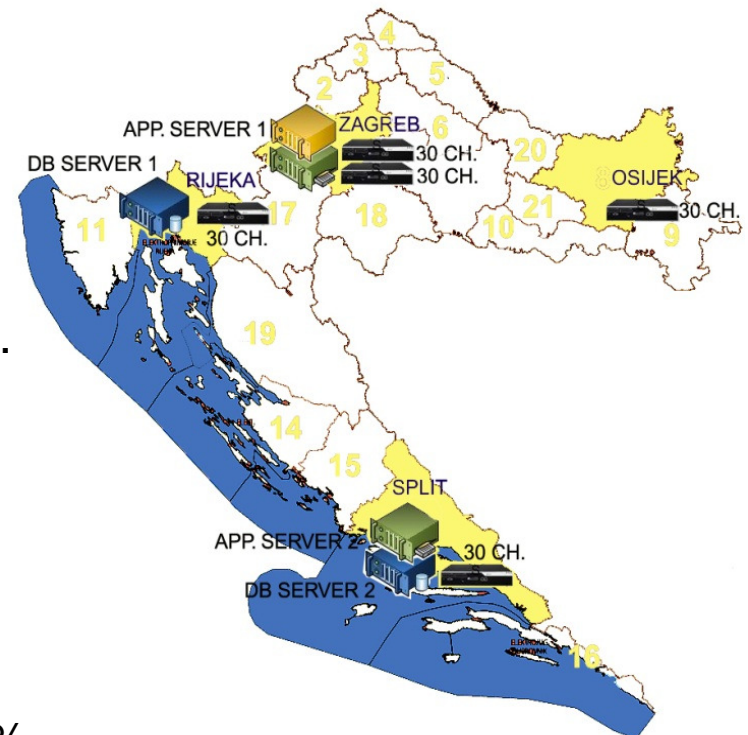 4
3
5
2
ZAGREB
APP. SERVER 1
6
30 CH.
30 CH.
20
DB SERVER 1
RIJEKA
OSIJEK
30 CH.
17
18
21
10
9
11
30 CH.
19
.
14
15
SPLIT
APP. SERVER 2
30 CH.
DB SERVER 2
16